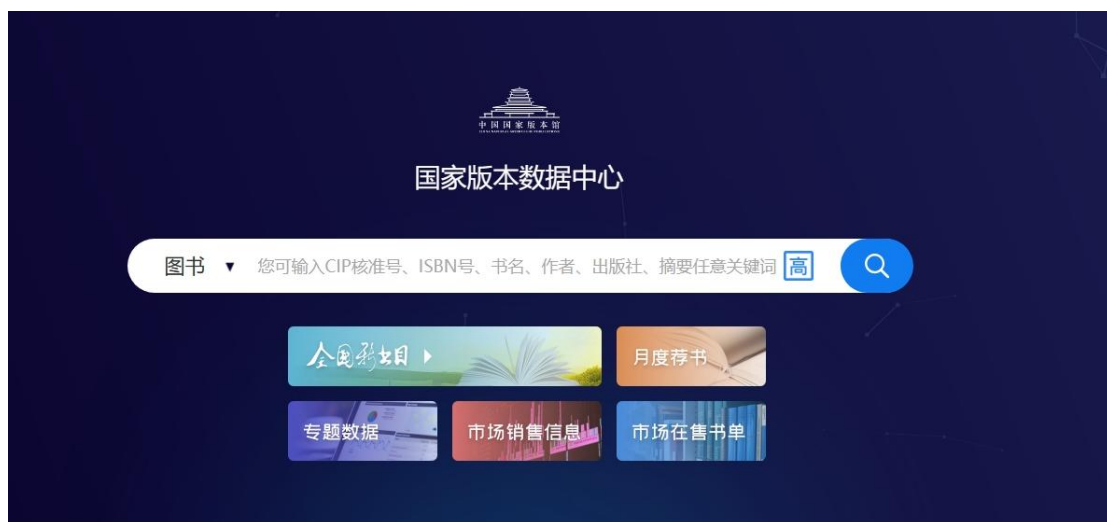 中国国家版本馆
国家版本数据中心
图书 ▼ 您可输入CIP核准号、ISBN号、书名、作者、出版社、摘要任意关键词 高
全国新书目
月度荐书
专题数据
市场销售信息
市场在售书单